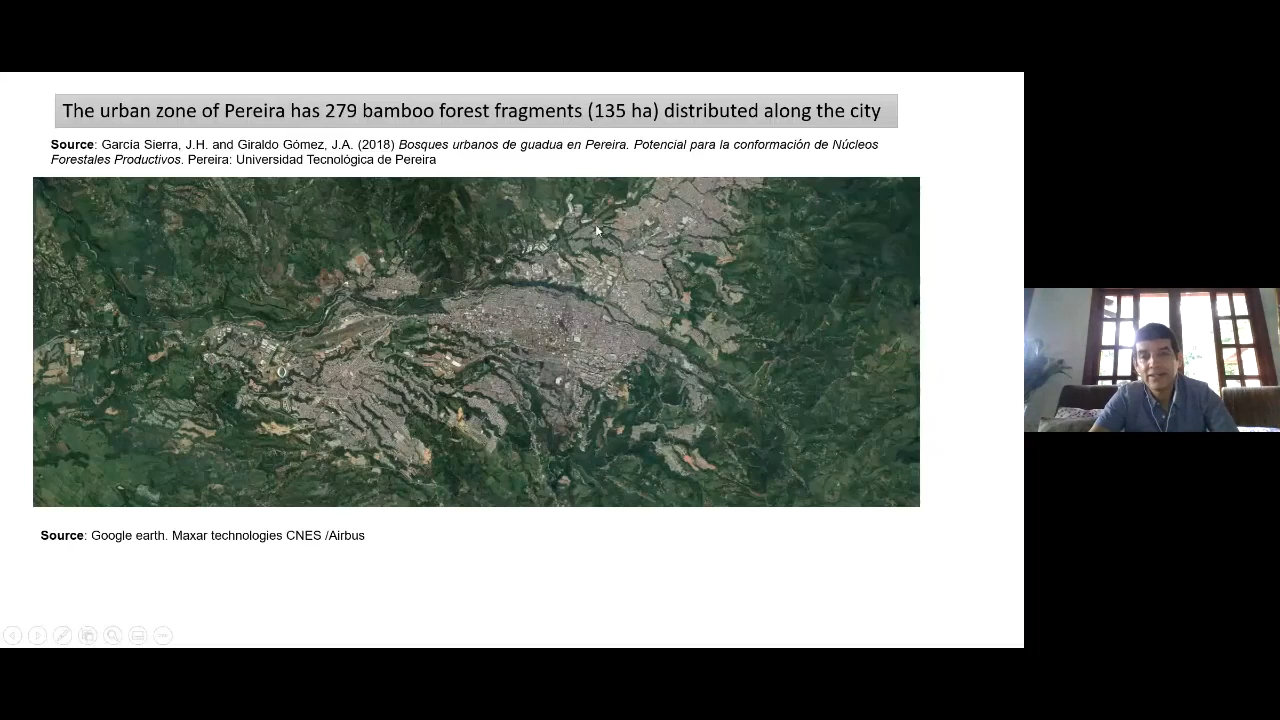 The urban zone of Pereira has 279 bamboo forest fragments (135 ha) distributed along the city
Source: García Sierra, J.H. and Giraldo Gómez, J.A. (2018) Bosques urbanos de guadua en Pereira. Potencial para la conformación de Núcleos
Forestales Productivos. Pereira: Universidad Tecnológica de Pereira
Source: Google earth. Maxar technologies CNES /Airbus